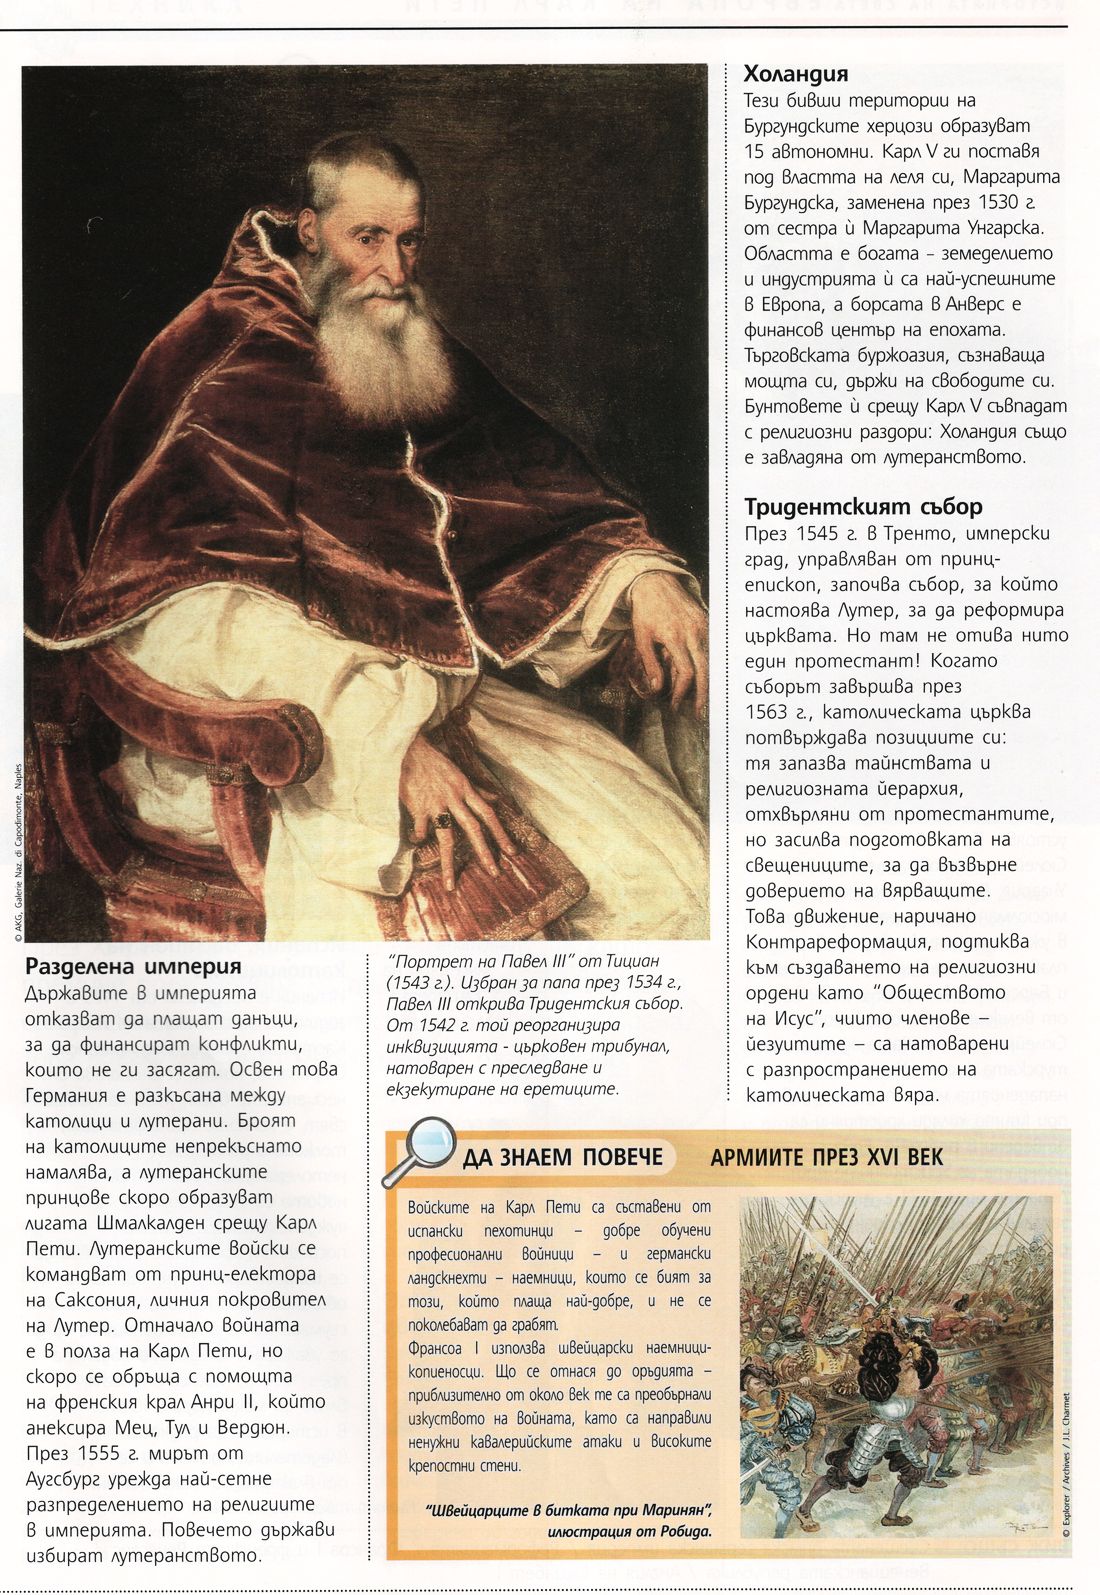 Холандия
Тези бивши територии на
Бургундските херцози образуват
15 автономни. Карл V ги поставя
под властта на леля си, Маргарита
Бургундска, заменена през 1530 г.
от сестра ѝ Маргарита Унгарска.
Областта е богата – земеделието
и индустрията ѝ са най-успешните
в Европа, а борсата в Анверс е
финансов център на епохата.
Търговската буржоазия, съзнаваща
мощта си, държи на свободите си.
Бунтовете ѝ срещу Карл V съвпадат
с религиозни раздори: Холандия също
е завладяна от лутеранството.
Тридентският събор
През 1545 г. в Тренто, имперски
град, управляван от принц-
епископ, започва събор, за който
настоява Лутер, за да реформира
църквата. Но там не отива нито
един протестант! Когато
съборът завършва през
1563 г., католическата църква
потвърждава позициите си:
тя запазва тайнствата и
религиозната йерархия,
отхвърляни от протестантите,
но засилва подготовката на
свещениците, за да възвърне
доверието на вярващите.
Това движение, наричано
Контрареформация, подтиква
към създаването на религиозни
ордени като “Обществото
на Исус”, чиито членове –
йезуитите – са натоварени
с разпространението на
католическата вяра.
© AKG, Galerie Naz. di Capodimonte, Naples
Разделена империя
Държавите в империята
отказват да плащат данъци,
за да финансират конфликти,
които не ги засягат. Освен това
Германия е разкъсана между
католици и лутерани. Броят
на католиците непрекъснато
намалява, а лутеранските
принцове скоро образуват
лигата Шмалкалден срещу Карл
Пети. Лутеранските войски се
командват от принц-електора
на Саксония, личния покровител
на Лутер. Отначало войната
е в полза на Карл Пети, но
скоро се обръща с помощта
на френския крал Анри II, който
анексира Мец, Тул и Вердюн.
През 1555 г. мирът от
Аугсбург урежда най-сетне
разпределението на религиите
в империята. Повечето държави
избират лутеранството.
“Портрет на Павел III” от Тициан
(1543 г.). Избран за папа през 1534 г.,
Павел III открива Тридентския събор.
От 1542 г. той реорганизира
инквизицията - църковен трибунал,
натоварен с преследване и
екзекутиране на еретиците.
ДА ЗНАЕМ ПОВЕЧЕ АРМИИТЕ ПРЕЗ XVI ВЕК
Войските на Карл Пети са съставени от
испански пехотинци – добре обучени
професионални войници – и германски
ландскнехти – наемници, които се бият за
този, който плаща най-добре, и не се
поколебават да грабят.
Франсоа I използва швейцарски наемници-
копиеносци. Що се отнася до оръдията –
приблизително от около век те са преобърнали
изкуството на войната, като са направили
ненужни кавалерийските атаки и високите
крепостни стени.
“Швейцарците в битката при Маринян”,
илюстрация от Робида.
© Explorer / Archives / J.L. Charmet